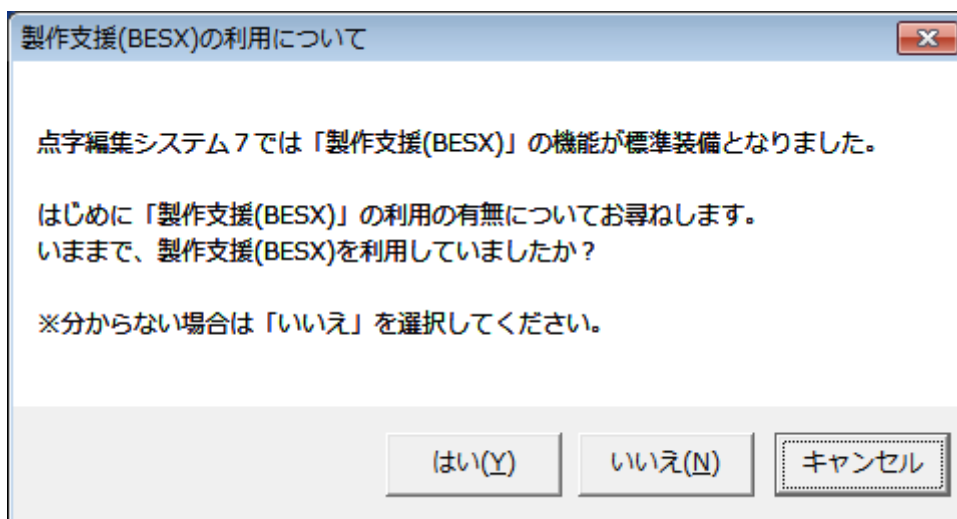 製作支援(BESX)の利用について
点字編集システム７では「製作支援(BESX)」の機能が標準装備となりました。
はじめに「製作支援(BESX)」の利用の有無についてお尋ねします。
いままで、製作支援(BESX)を利用していましたか？
※分からない場合は「いいえ」を選択してください。
はい(Y)
いいえ(N)
キャンセル